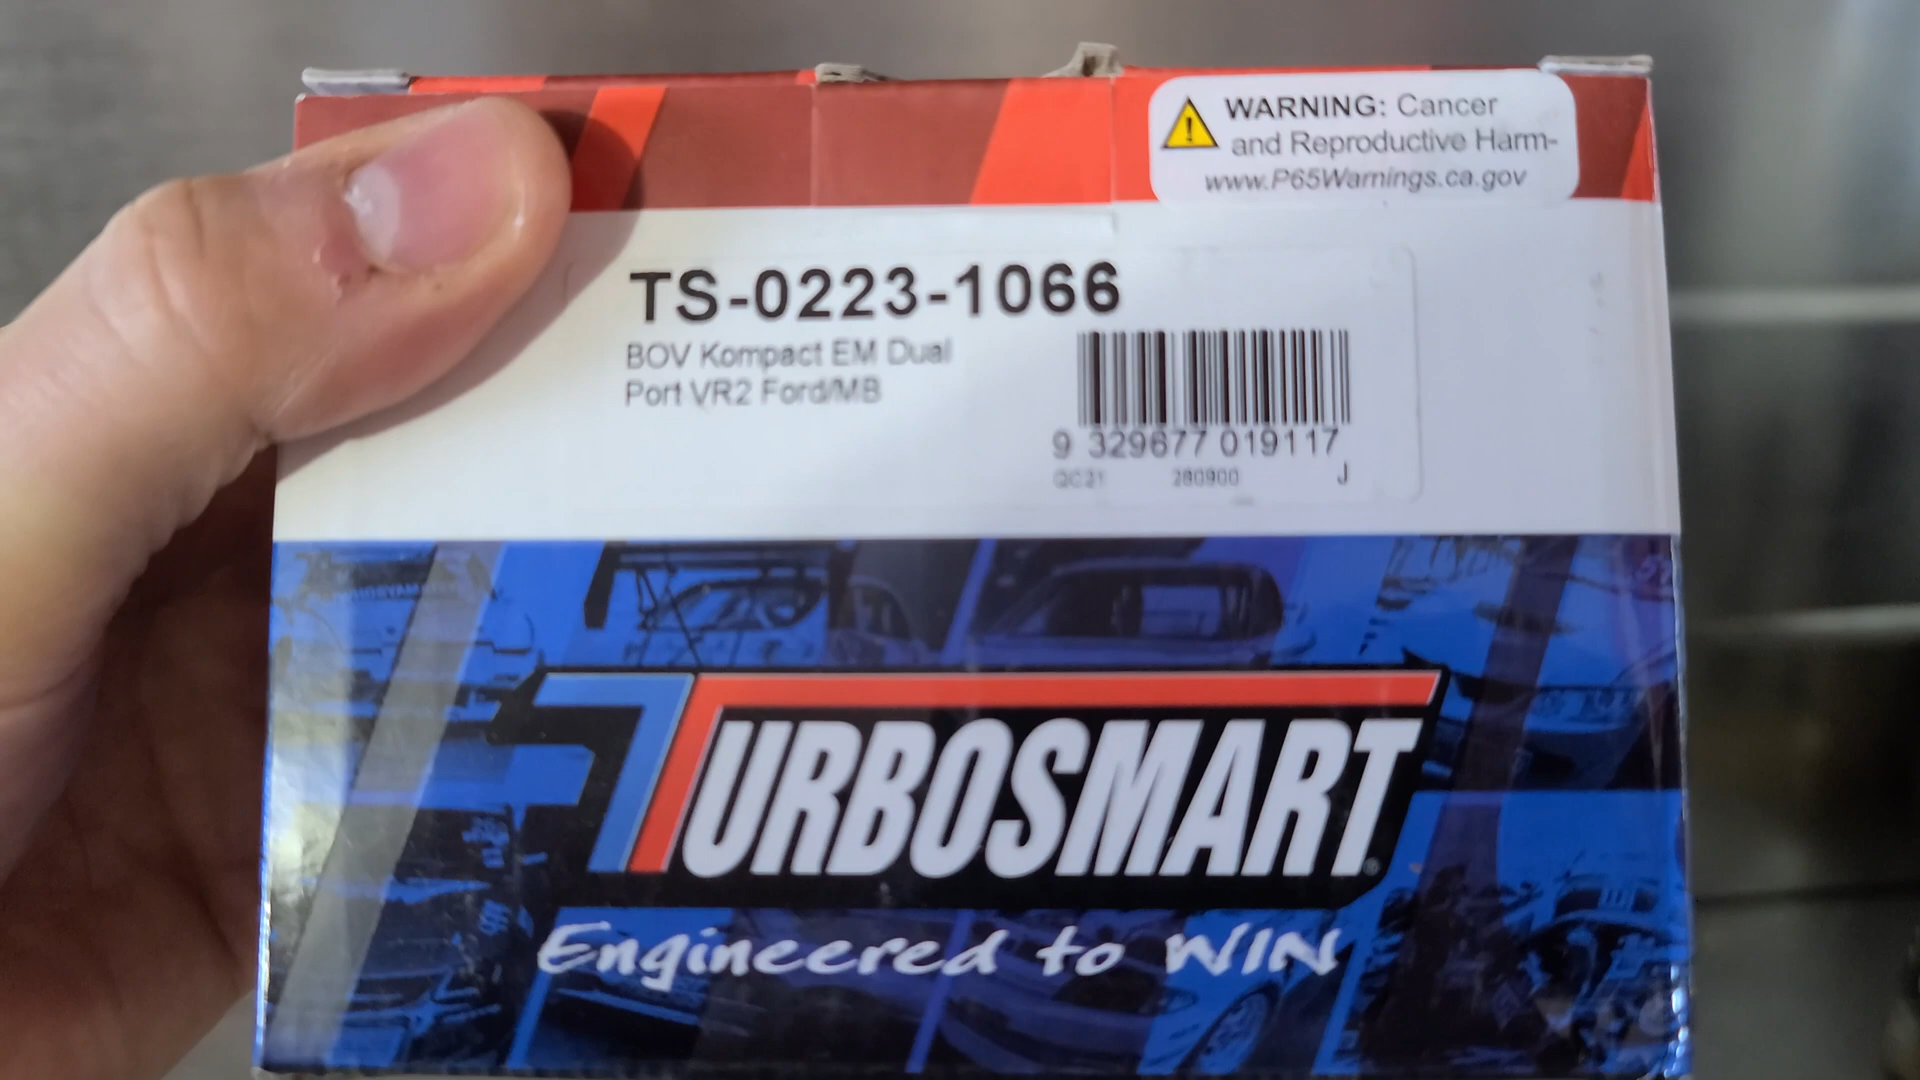 WARNING: Cancer
and Reproductive Harm-
www.P65Warnings.ca.gov
TS-0223-1066
BOV Kompact EM Dual
Port VR2 Ford/MB
9 329677 019117
QC21 280900 J
TURBOSMART®
Engineered to WIN